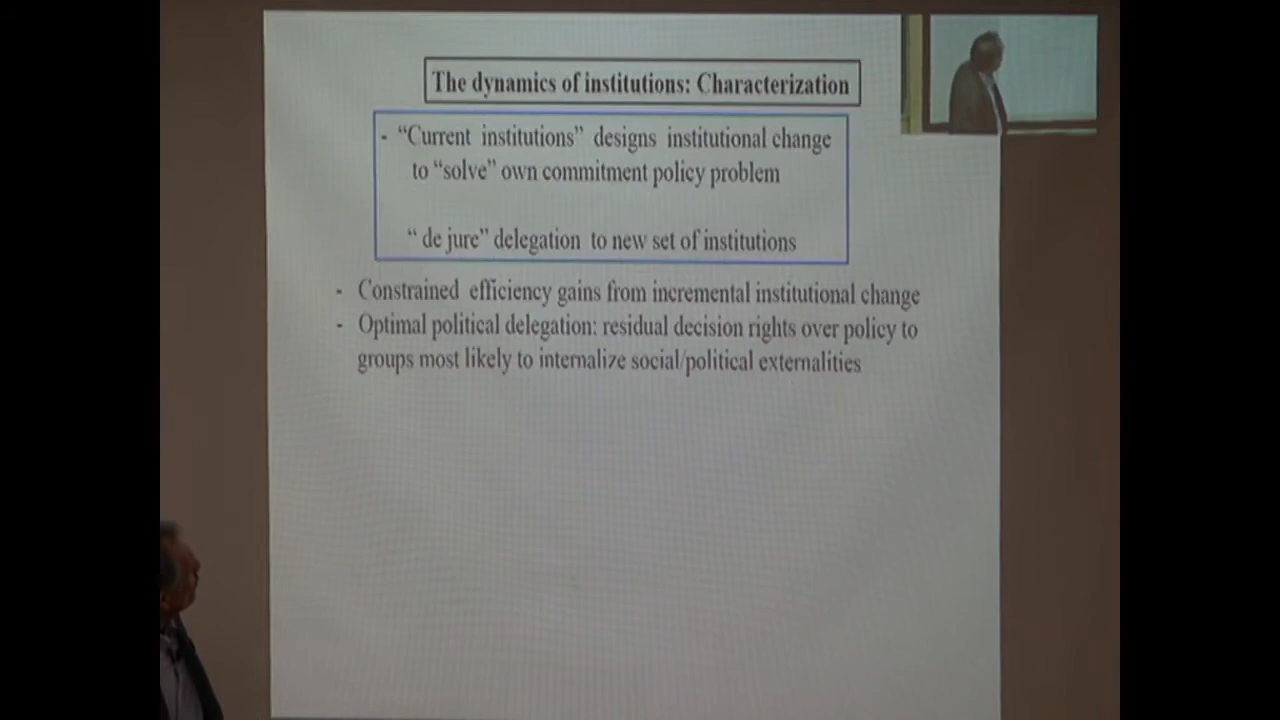 The dynamics of institutions: Characterization
- “Current institutions” designs institutional change
to “solve” own commitment policy problem
“ de jure” delegation to new set of institutions
- Constrained efficiency gains from incremental institutional change
- Optimal political delegation: residual decision rights over policy to
groups most likely to internalize social/political externalities